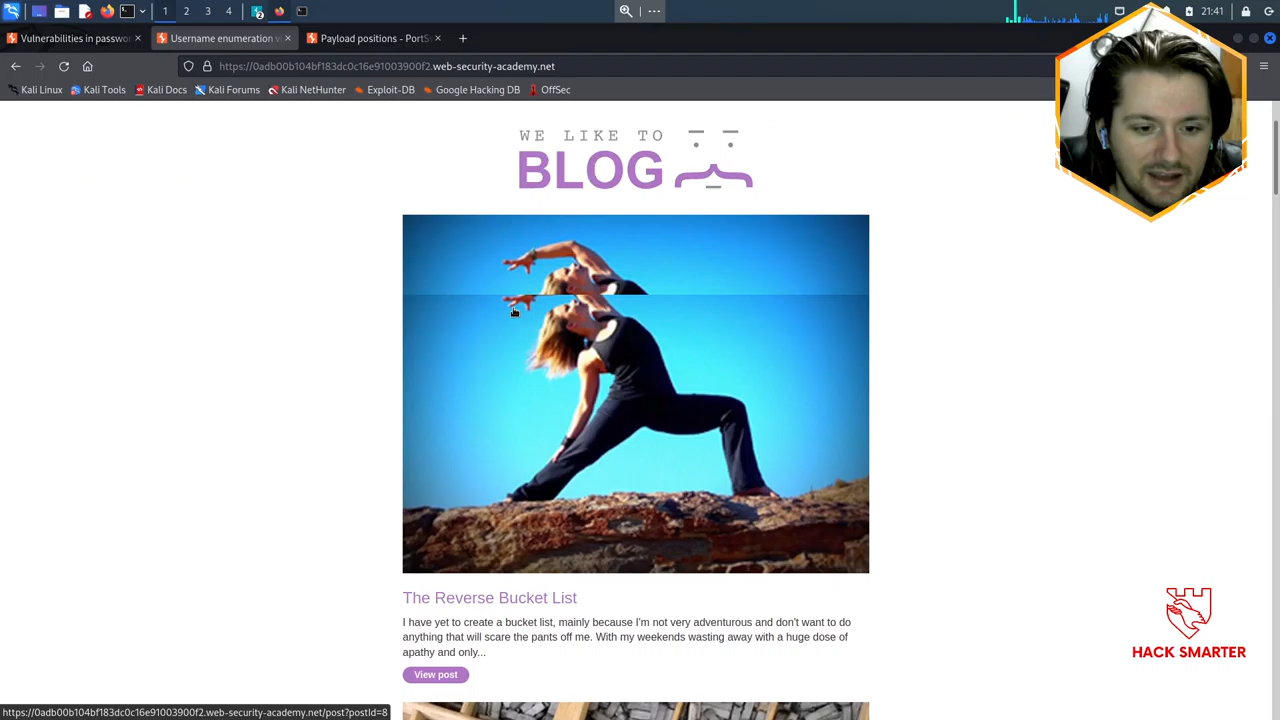 1 2 3 4 2 21:41
Vulnerabilities in passwo Username enumeration v Payload positions - PortS
https://0adb00b104bf183dc0c16e91003900f2.web-security-academy.net
Kali Linux Kali Tools Kali Docs Kali Forums Kali NetHunter Exploit-DB Google Hacking DB OffSec
WE LIKE TO
BLOG
The Reverse Bucket List
I have yet to create a bucket list, mainly because I'm not very adventurous and don't want to do
anything that will scare the pants off me. With my weekends wasting away with a huge dose of
apathy and only...
View post
HACK SMARTER
https://0adb00b104bf183dc0c16e91003900f2.web-security-academy.net/post?postId=8